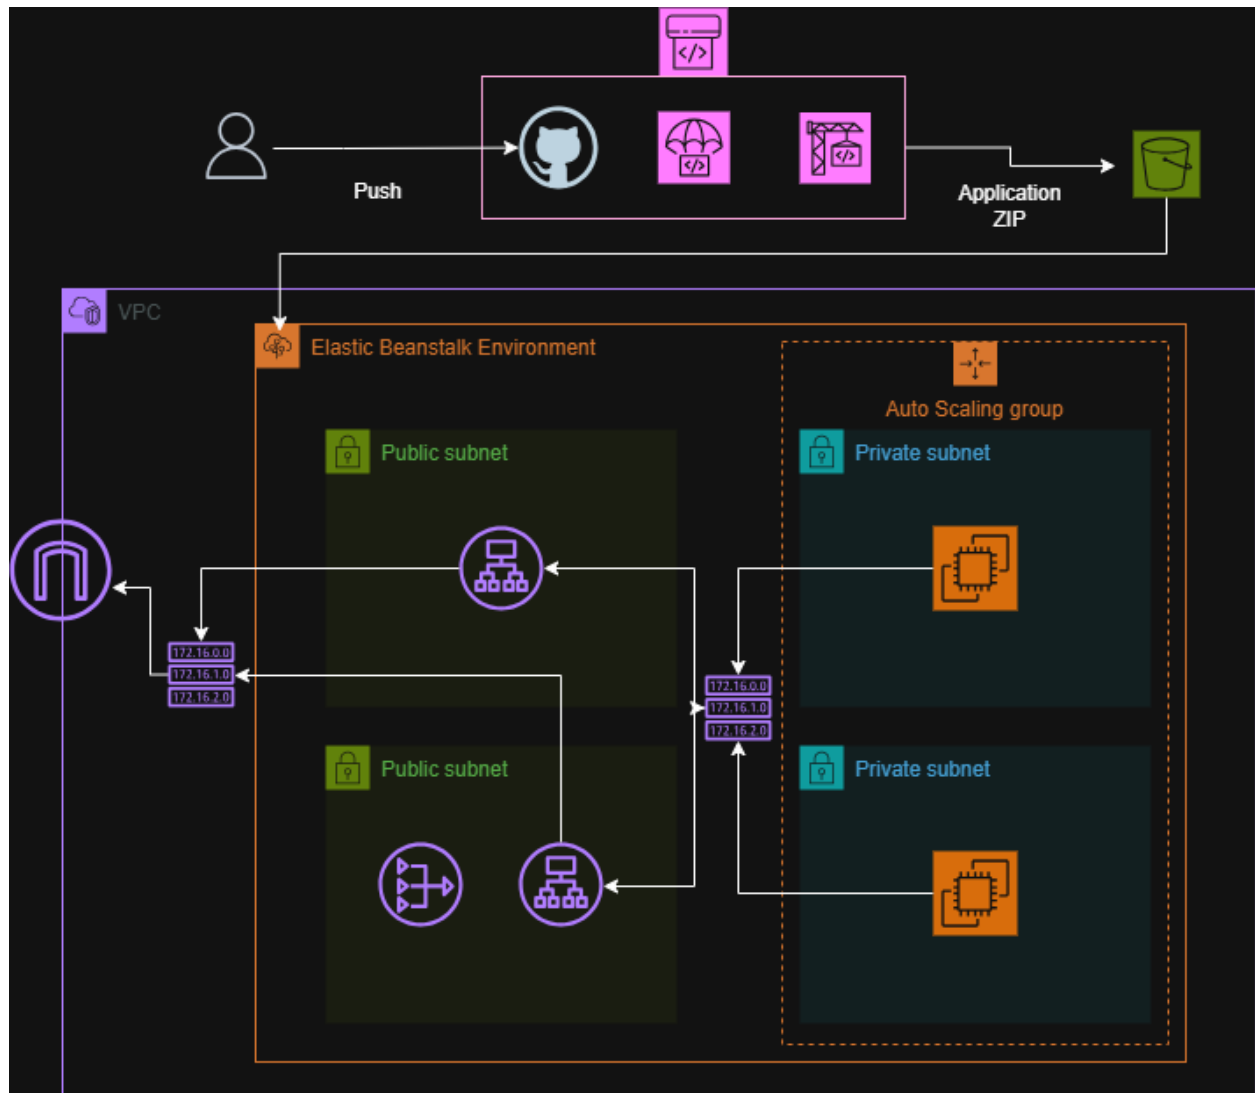 </>
</>
</>
Push
Application
ZIP
VPC
Elastic Beanstalk Environment
Auto Scaling group
Public subnet
Private subnet
172.16.0.0
172.16.1.0
172.16.2.0
172.16.0.0
172.16.1.0
172.16.2.0
Public subnet
Private subnet